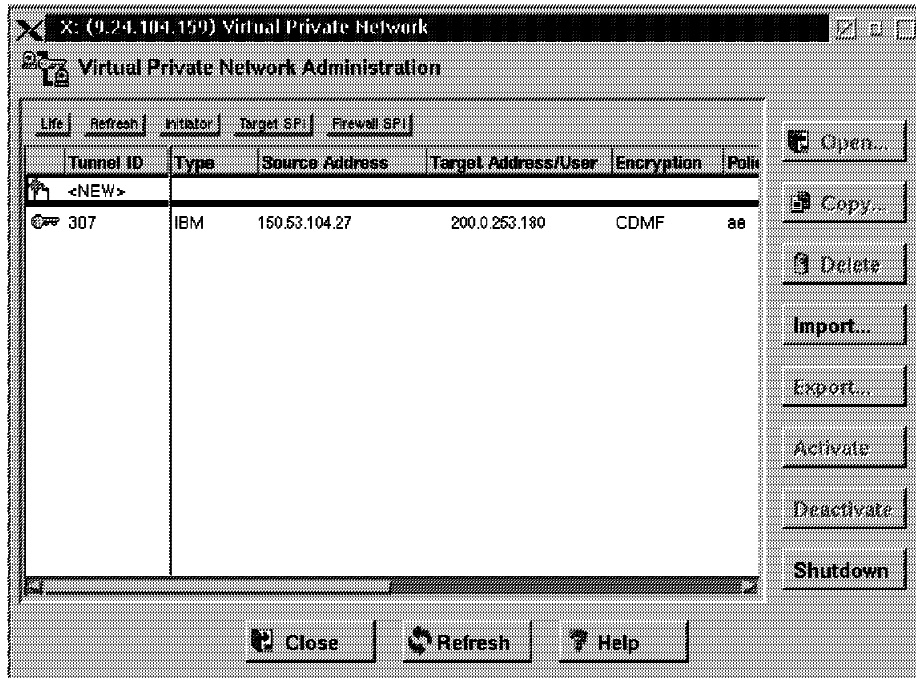 X: (9.24.104.159) Virtual Private Network
Virtual Private Network Administration
Life Refresh Initiator Target SPI Firewall SPI
Tunnel ID Type Source Address Target Address/User Encryption Polic
<NEW>
307 IBM 150.53.104.27 200.0.253.180 CDMF aa
Open...
Copy...
Delete
Import...
Export...
Activate
Deactivate
Shutdown
Close Refresh Help